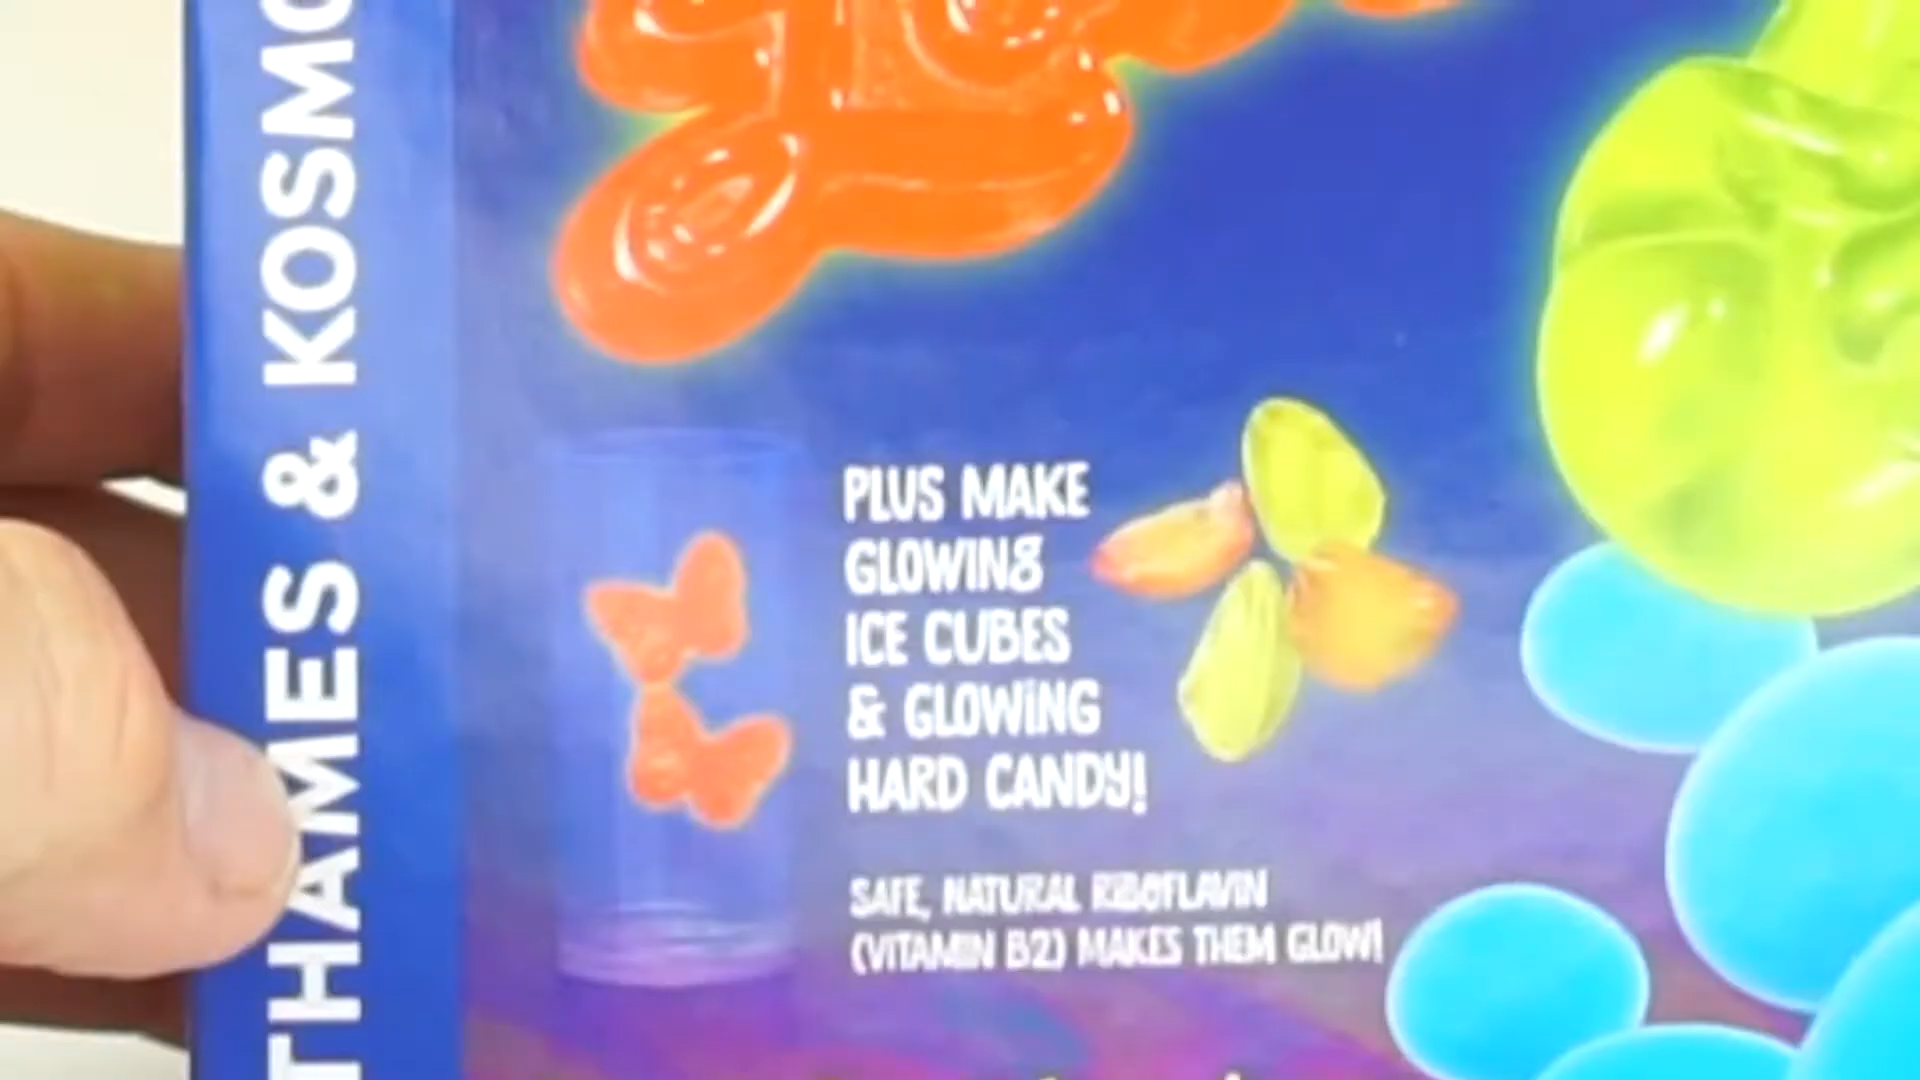 THAMES & KOSMO
PLUS MAKE
GLOWING
ICE CUBES
& GLOWING
HARD CANDY!
SAFE, NATURAL RIBOFLAVIN
(VITAMIN B2) MAKES THEM GLOW!